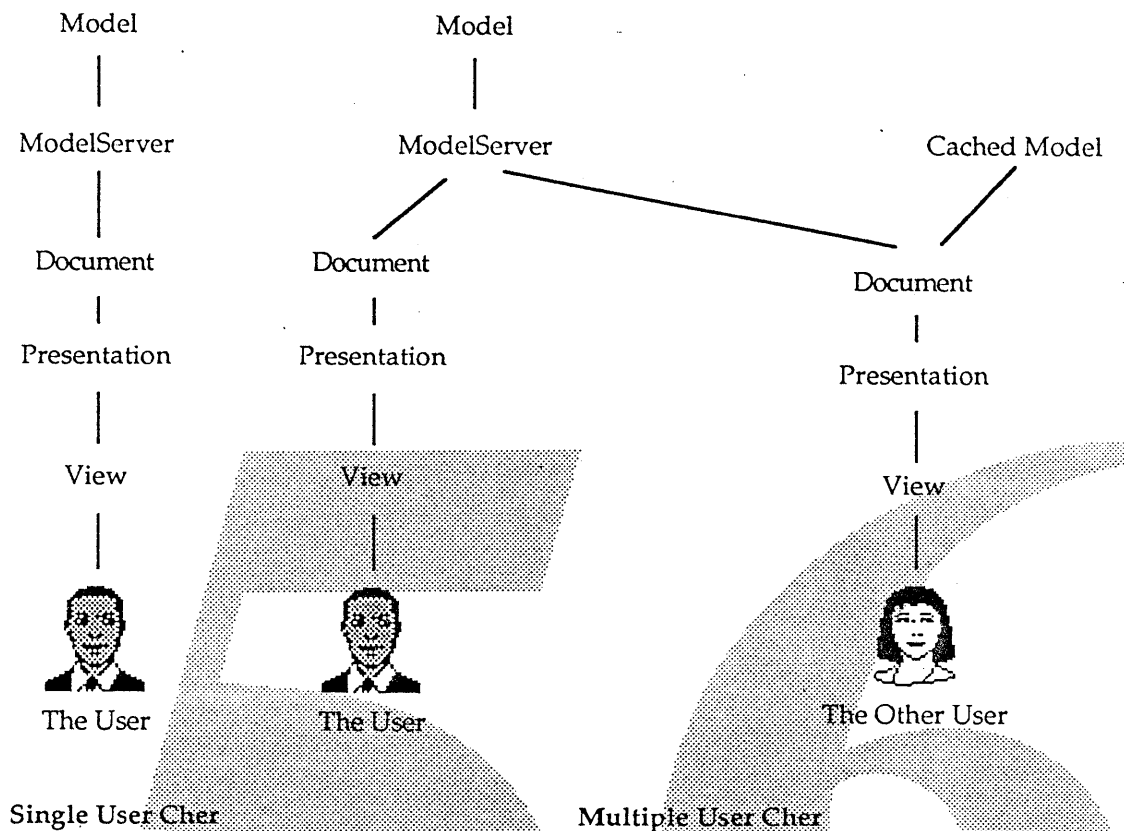 Model
ModelServer
Document
Presentation
View
The User
Single User Cher
Model
ModelServer
Document
Presentation
View
The User
Cached Model
Document
Presentation
View
The Other User
Multiple User Cher